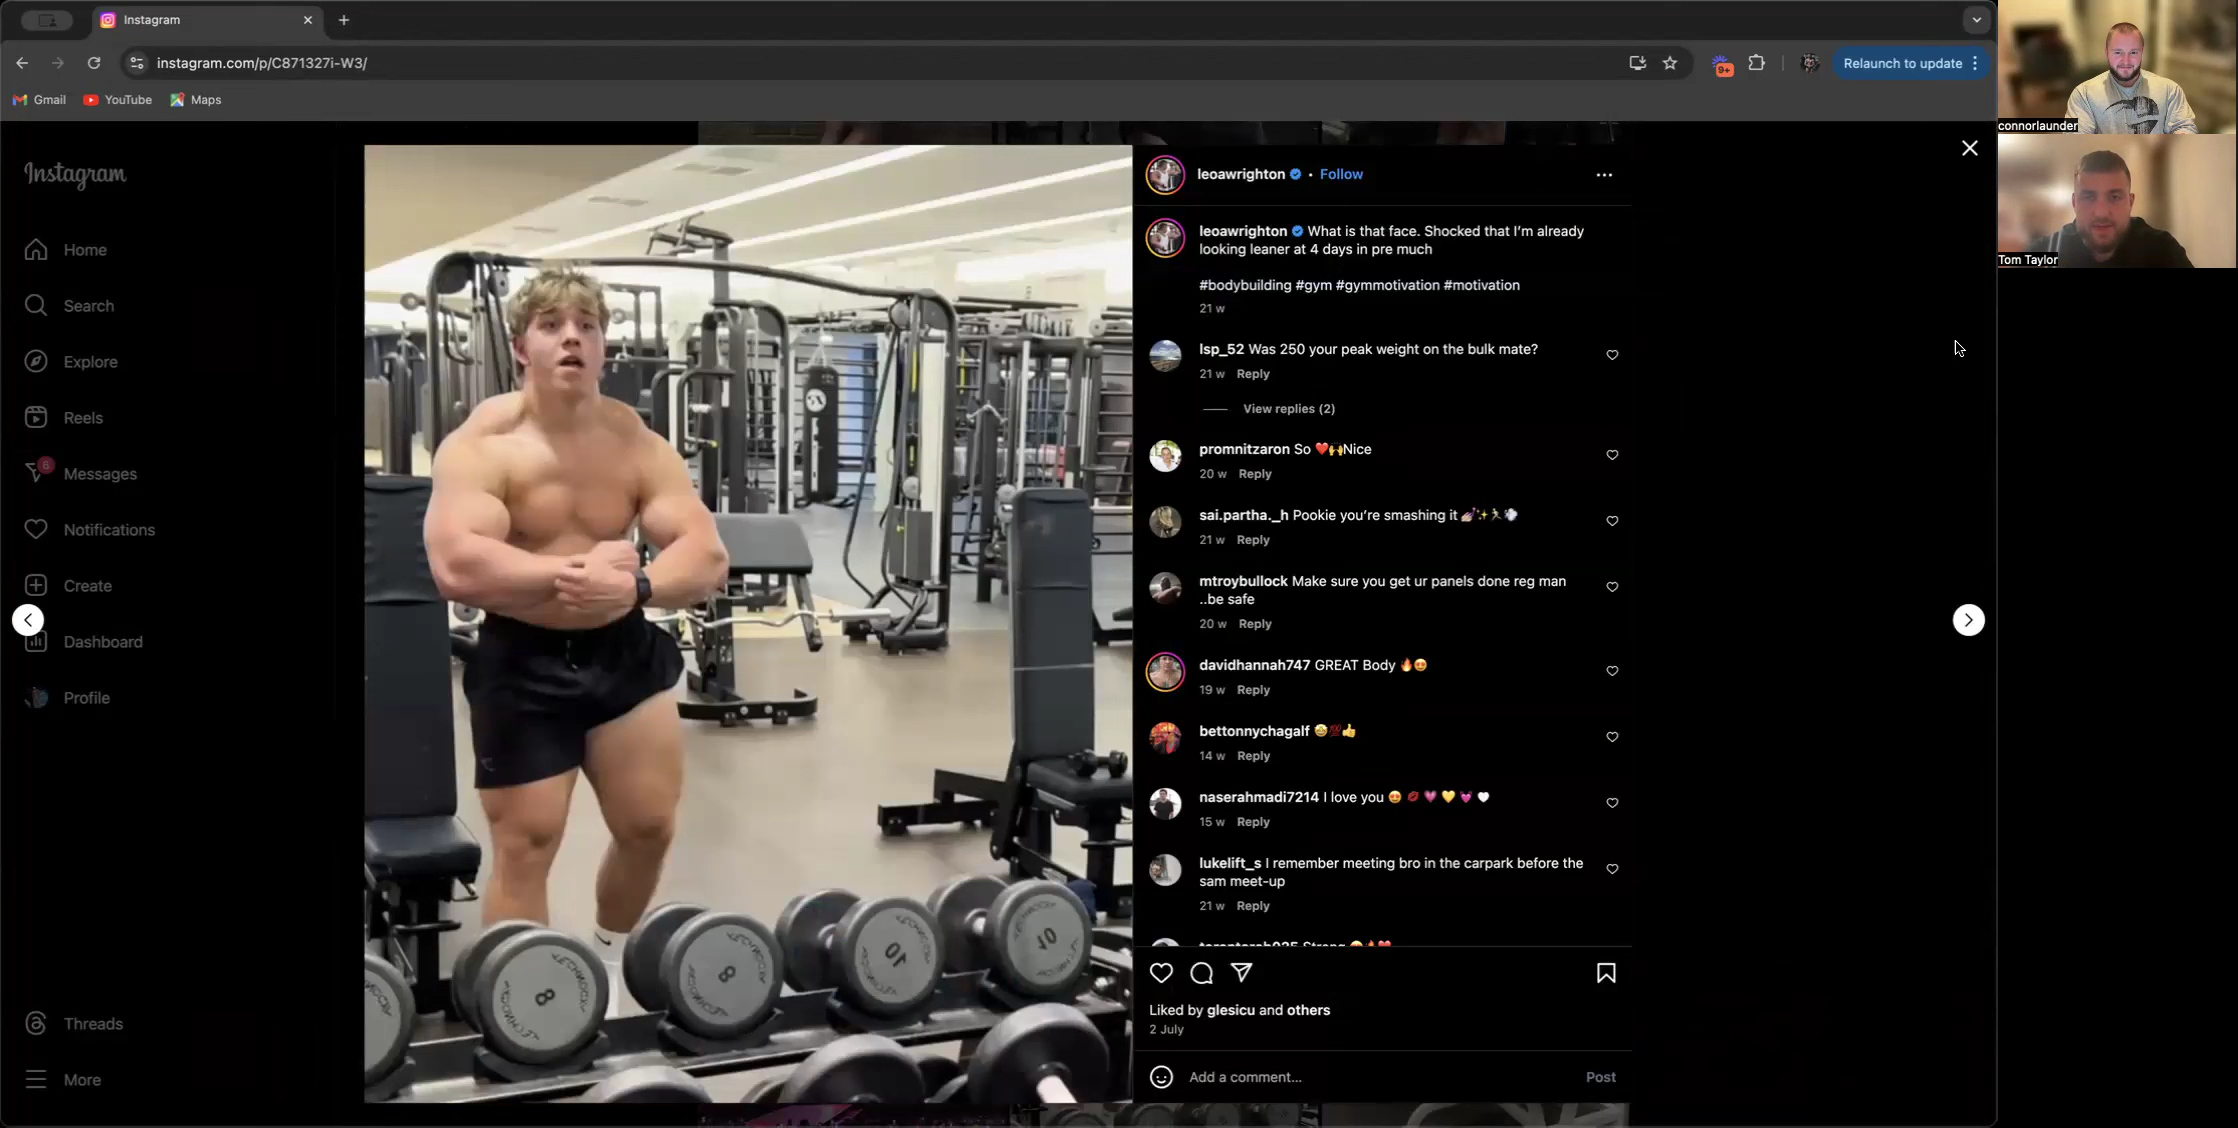 Instagram
instagram.com/p/C871327i-W3/
9+
Relaunch to update
Gmail
YouTube
Maps
connorlaunder
Tom Taylor
Instagram
Home
Search
Explore
Reels
6
Messages
Notifications
Create
Dashboard
Profile
Threads
More
8
8
10
10
leoawrighton • Follow
leoawrighton What is that face. Shocked that I’m already
looking leaner at 4 days in pre much
#bodybuilding #gym #gymmotivation #motivation
21 w
lsp_52 Was 250 your peak weight on the bulk mate?
21 w Reply
View replies (2)
promnitzaron So ❤️🙌Nice
20 w Reply
sai.partha._h Pookie you’re smashing it 💅✨🏃💨
21 w Reply
mtroybullock Make sure you get ur panels done reg man
..be safe
20 w Reply
davidhannah747 GREAT Body 🔥😍
19 w Reply
bettonnychagalf 🤩💯👍
14 w Reply
naserahmadi7214 I love you 😍 💋 💗 💛 💓 🤍
15 w Reply
lukelift_s I remember meeting bro in the carpark before the
sam meet-up
21 w Reply
Liked by glesicu and others
2 July
Add a comment...
Post